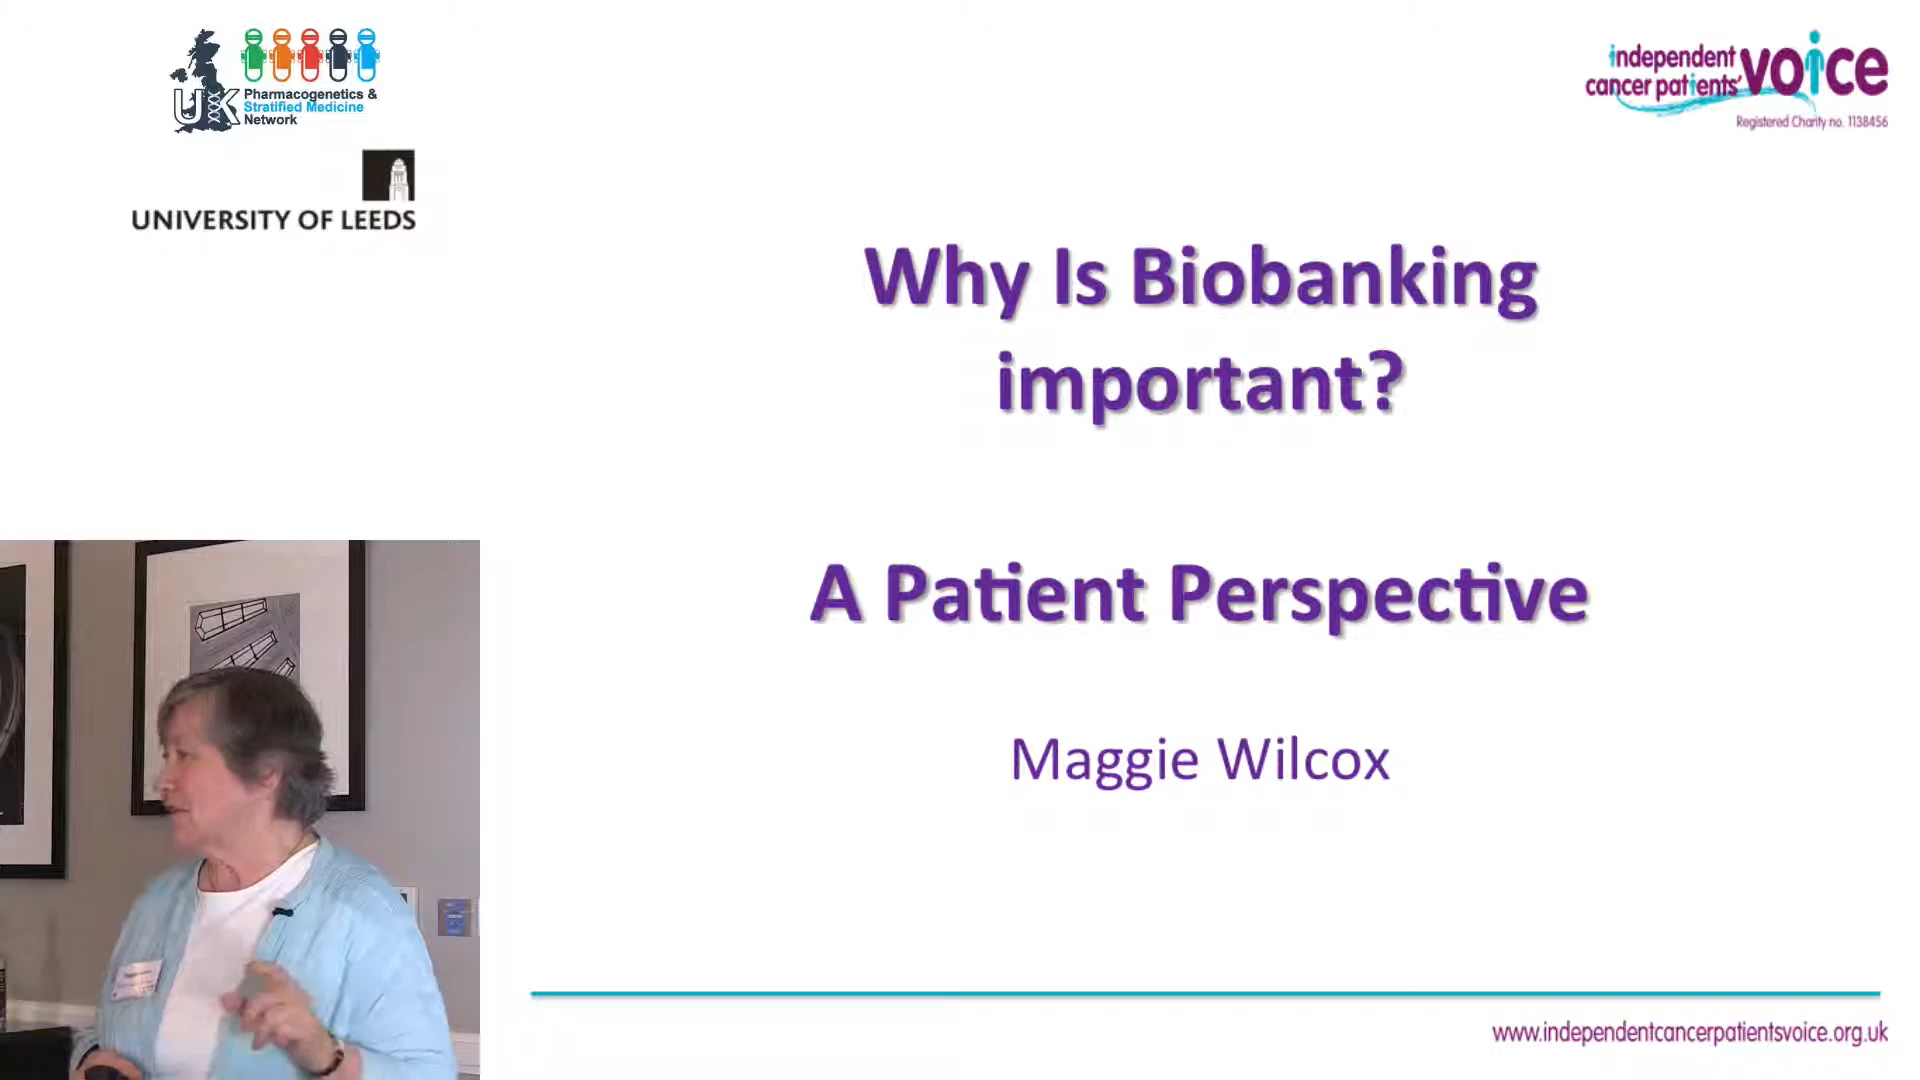 UK
Pharmacogenetics &
Stratified Medicine
Network
UNIVERSITY OF LEEDS
independent
cancer patients'
voice
Registered Charity no. 1138456
Why Is Biobanking
important?
A Patient Perspective
Maggie Wilcox
www.independentcancerpatientsvoice.org.uk